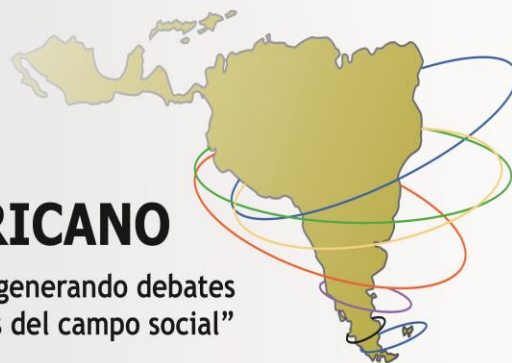 RICANO
generando debates
s del campo social”